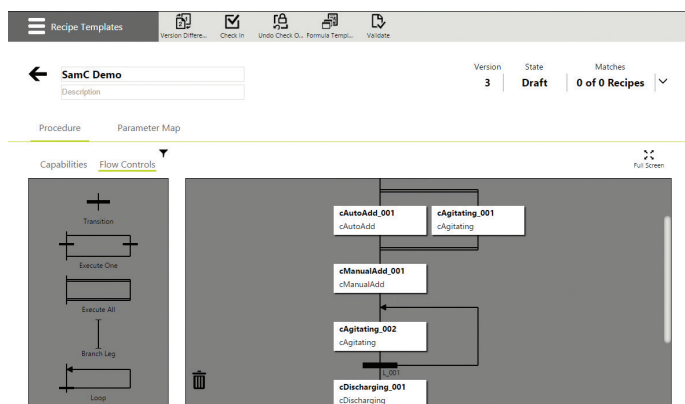 Recipe Templates
Version Differe...
Check In
Undo Check O...
Formula Templ...
Validate
SamC Demo
Description
Version
3
State
Draft
Matches
0 of 0 Recipes
Procedure
Parameter Map
Capabilities
Flow Controls
Full Screen
Transition
Execute One
Execute All
Branch Leg
Loop
cAutoAdd_001
cAutoAdd
cAgitating_001
cAgitating
cManualAdd_001
cManualAdd
cAgitating_002
cAgitating
L_001
cDischarging_001
cDischarging